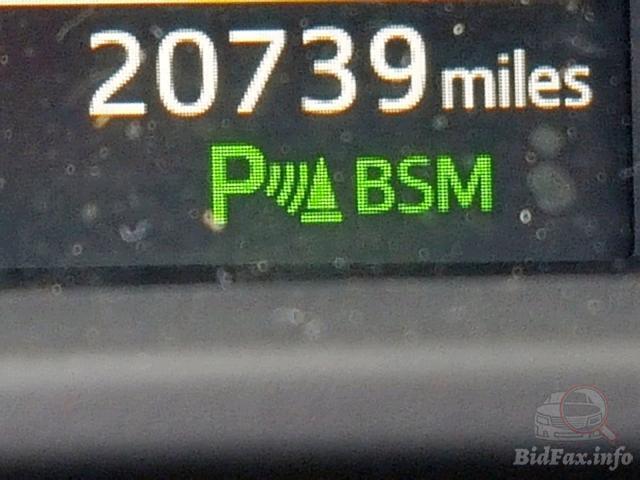 20739 miles
P BSM
BidFax.info